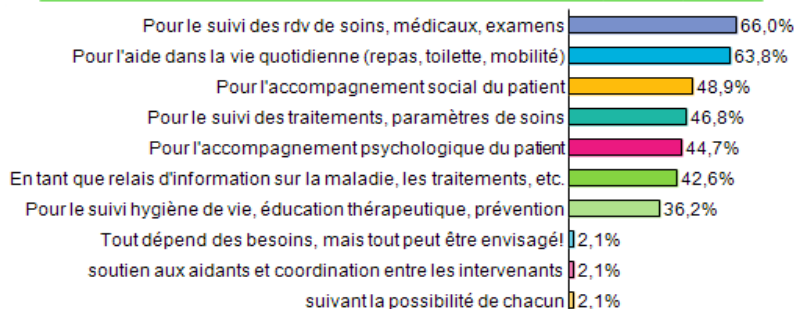 Pour le suivi des rdv de soins, médicaux, examens 66,0%
Pour l'aide dans la vie quotidienne (repas, toilette, mobilité) 63,8%
Pour l'accompagnement social du patient 48,9%
Pour le suivi des traitements, paramètres de soins 46,8%
Pour l'accompagnement psychologique du patient 44,7%
En tant que relais d'information sur la maladie, les traitements, etc. 42,6%
Pour le suivi hygiène de vie, éducation thérapeutique, prévention 36,2%
Tout dépend des besoins, mais tout peut être envisagé! 2,1%
soutien aux aidants et coordination entre les intervenants 2,1%
suivant la possibilité de chacun 2,1%